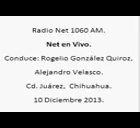 Radio Net 1060 AM.
Net en Vivo.
Conduce: Rogelio González Quiroz,
Alejandro Velasco.
Cd. Juárez, Chihuahua.
10 Diciembre 2013.